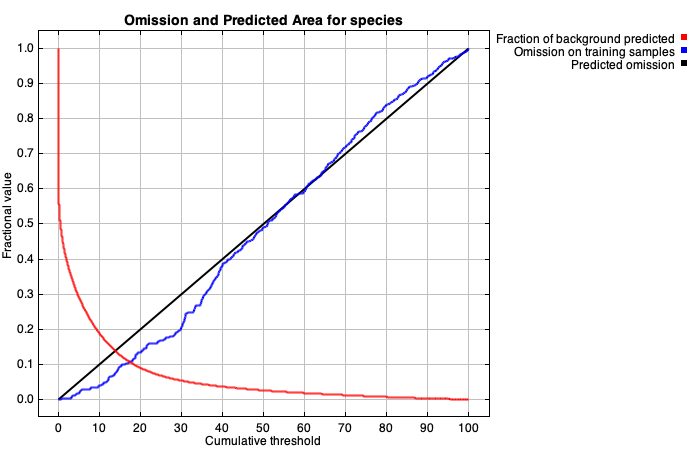 Omission and Predicted Area for species
Fraction of background predicted
Omission on training samples
Predicted omission
Fractional value
1.0
0.9
0.8
0.7
0.6
0.5
0.4
0.3
0.2
0.1
0.0
0 10 20 30 40 50 60 70 80 90 100
Cumulative threshold